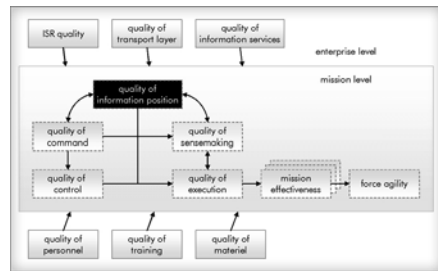 ISR quality
quality of
transport layer
quality of
information services
enterprise level
mission level
quality of
information position
quality of
command
quality of
sensemaking
quality of
control
quality of
execution
mission
effectiveness
force agility
quality of
personnel
quality of
training
quality of
materiel